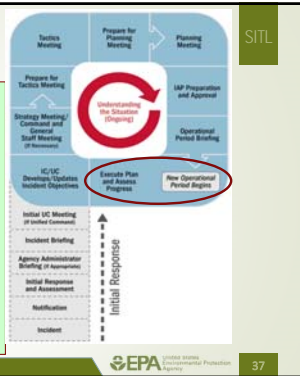 Tactics
Meeting
Prepare for
Planning
Meeting
Planning
Meeting
SITL
Prepare for
Tactics Meeting
Understanding
the Situation
(Ongoing)
IAP Preparation
and Approval
Strategy Meeting/
Command and
General
Staff Meeting
(If Necessary)
Operational
Period Briefing
IC/UC
Develops/Updates
Incident Objectives
Execute Plan
and Assess
Progress
New Operational
Period Begins
Initial UC Meeting
(If Unified Command)
Incident Briefing
Agency Administrator
Briefing (If Appropriate)
Initial Response
and Assessment
Notification
Incident
Initial Response
EPA
United States
Environmental Protection
Agency
37